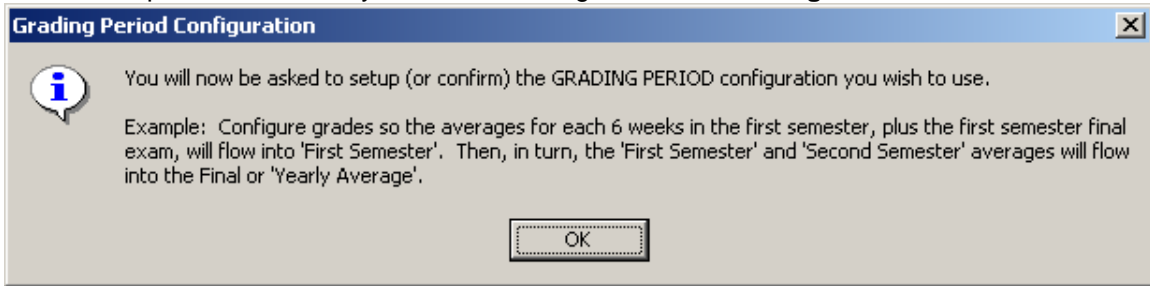 Grading Period Configuration
You will now be asked to setup (or confirm) the GRADING PERIOD configuration you wish to use.
Example:  Configure grades so the averages for each 6 weeks in the first semester, plus the first semester final
exam, will flow into 'First Semester'.  Then, in turn, the 'First Semester' and 'Second Semester' averages will flow
into the Final or 'Yearly Average'.
OK